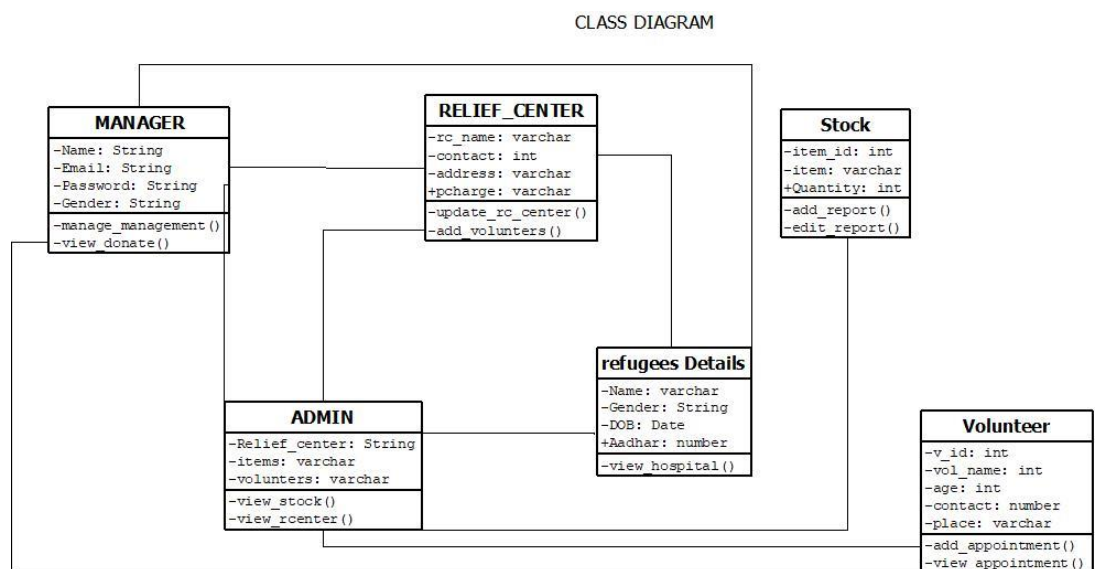 CLASS DIAGRAM
MANAGER
-Name: String
-Email: String
-Password: String
-Gender: String
-manage_management()
-view_donate()
RELIEF_CENTER
-rc_name: varchar
-contact: int
-address: varchar
+pcharge: varchar
-update_rc_center()
-add_volunters()
Stock
-item_id: int
-item: varchar
+Quantity: int
-add_report()
-edit_report()
refugees Details
-Name: varchar
-Gender: String
-DOB: Date
+Aadhar: number
-view_hospital()
ADMIN
-Relief_center: String
-items: varchar
-volunters: varchar
-view_stock()
-view_rcenter()
Volunteer
-v_id: int
-vol_name: int
-age: int
-contact: number
-place: varchar
-add_appointment()
-view_appointment()